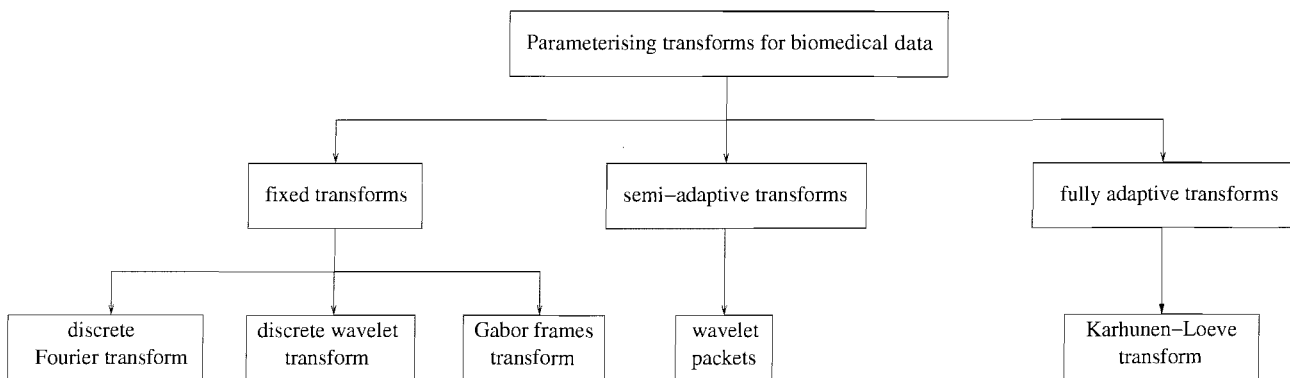 Parameterising transforms for biomedical data
fixed transforms
semi−adaptive transforms
fully adaptive transforms
discrete
Fourier transform
discrete wavelet
transform
Gabor frames
transform
wavelet
packets
Karhunen−Loeve
transform